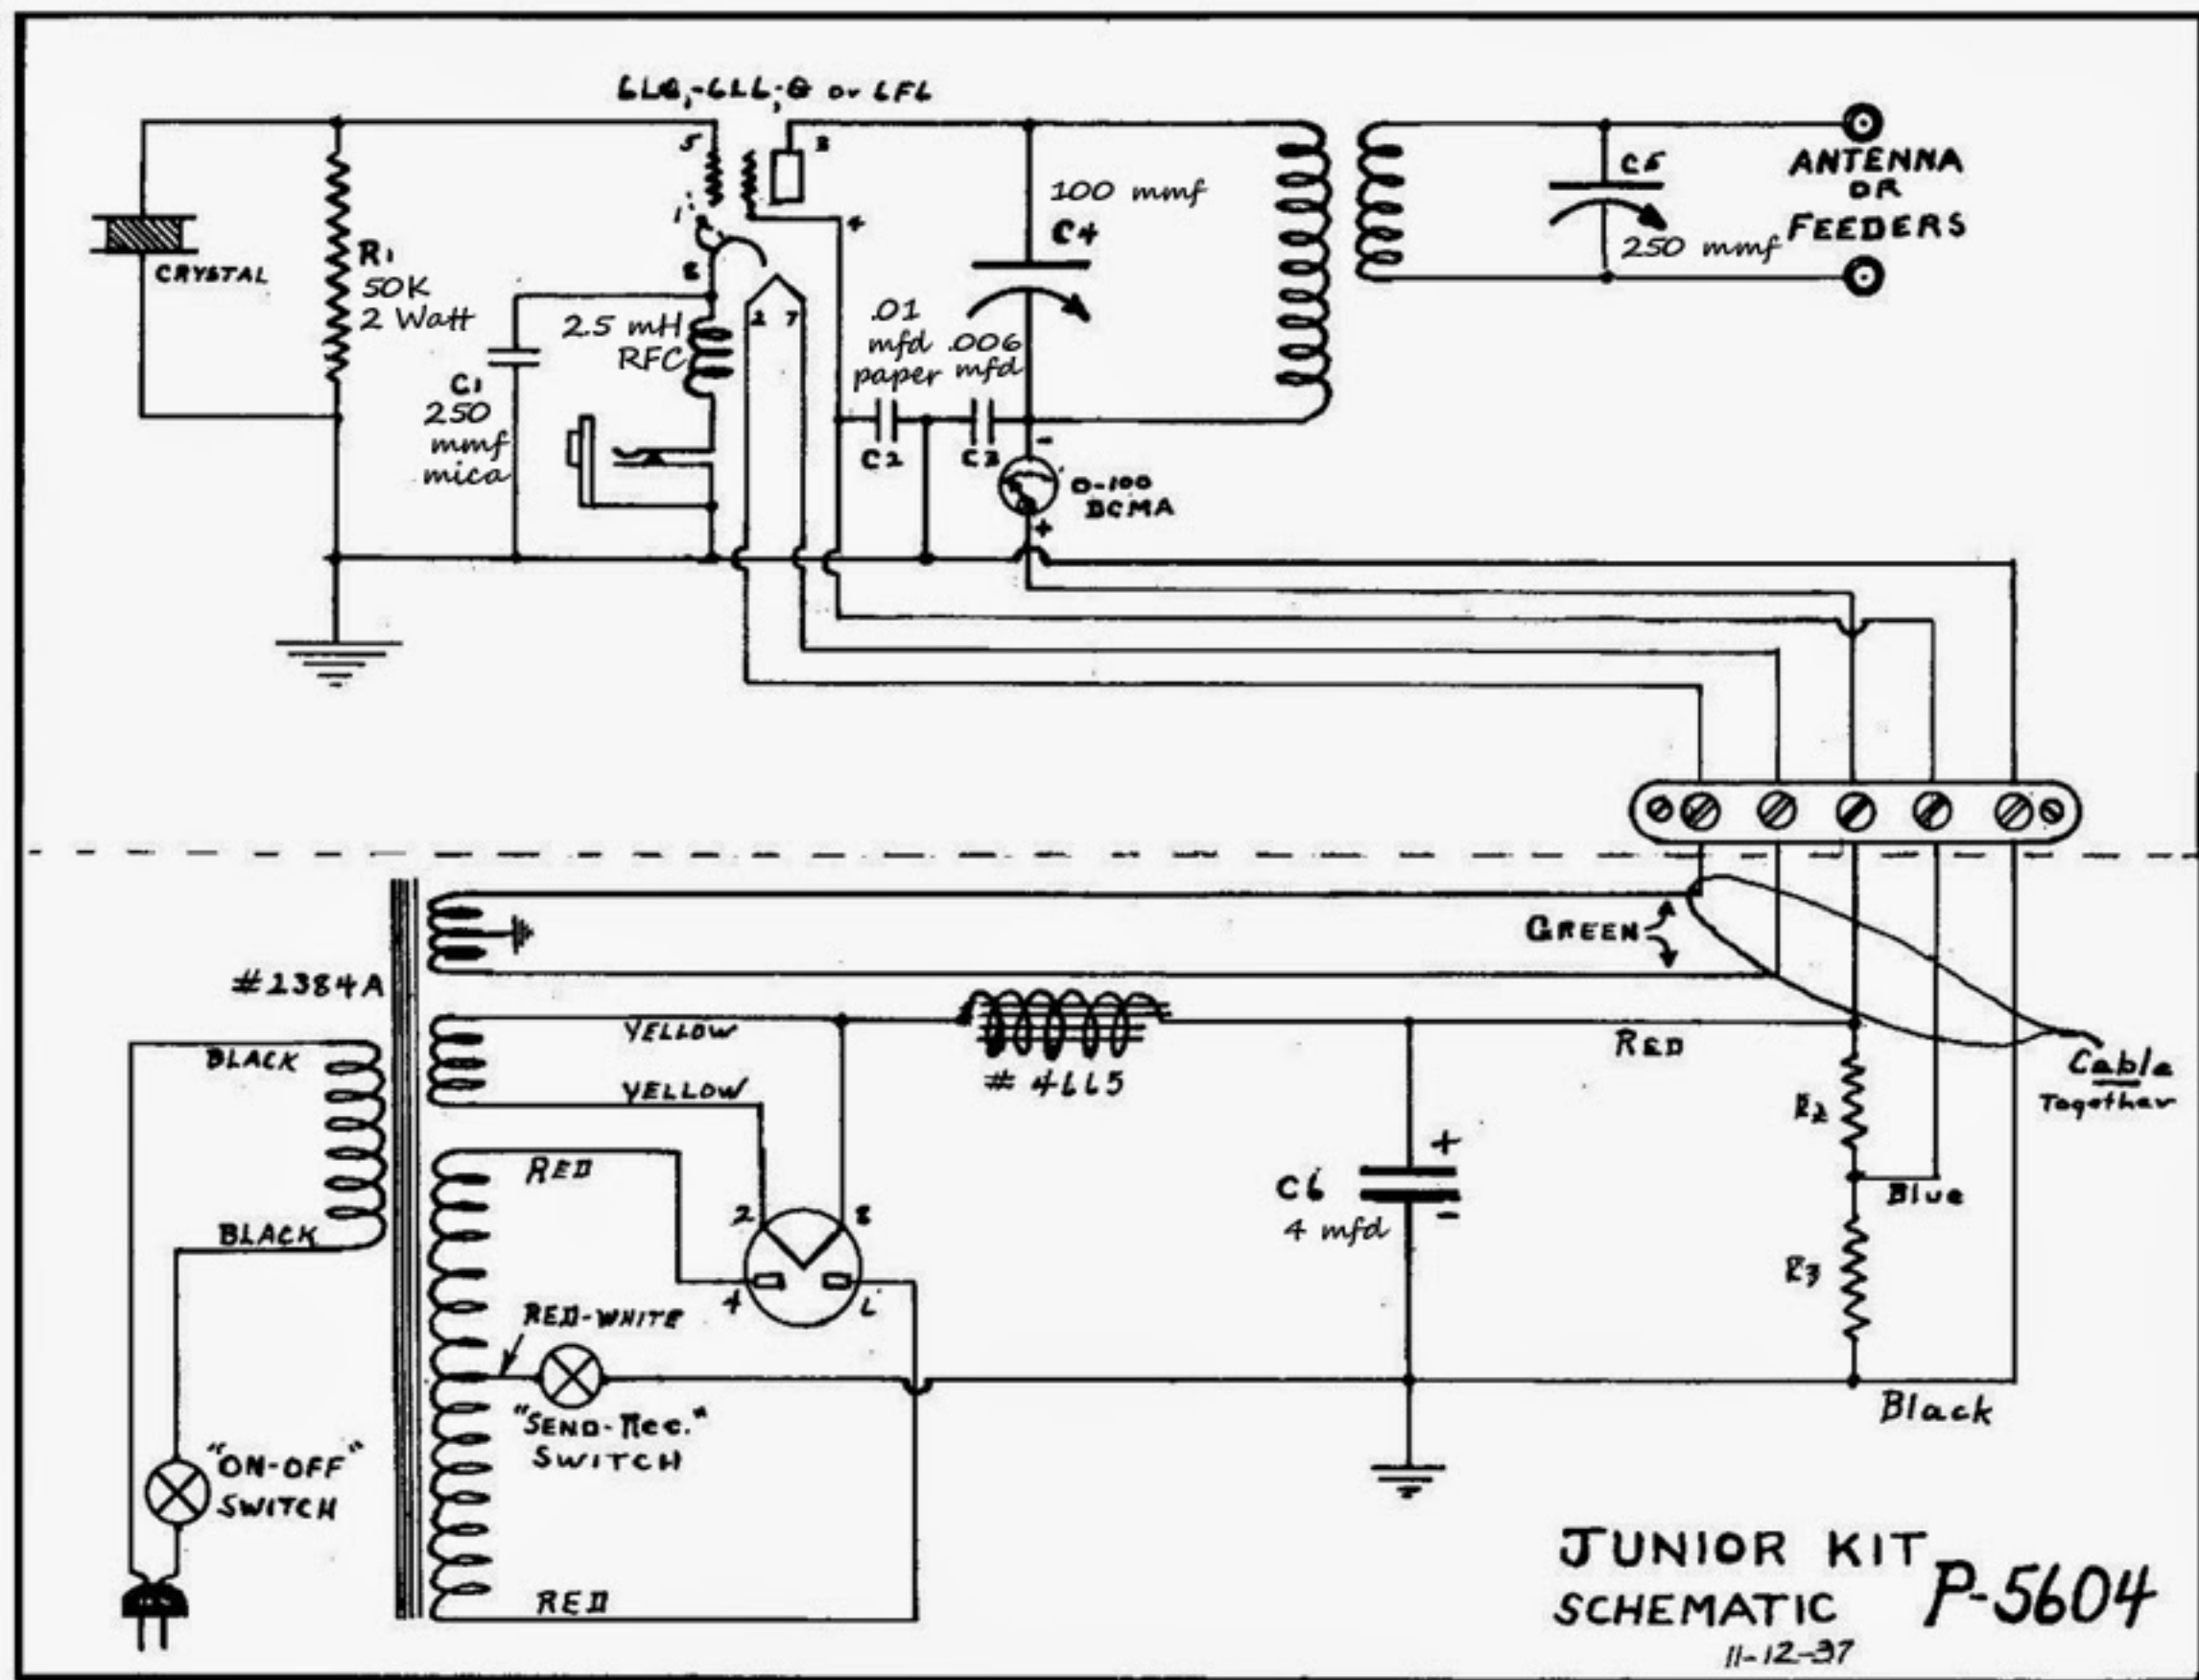 6L6,-6L6,G or 6F6
5
3
1
4
8
2
7
CRYSTAL
R1
50K
2 Watt
C1
250
mmf
mica
2.5 mH
RFC
.01
mfd
paper
.006
mfd
C2
C3
100 mmf
C4
-
0-100
DCMA
+
C5
250 mmf
ANTENNA
OR
FEEDERS
#2384A
BLACK
BLACK
"ON-OFF"
SWITCH
GREEN
YELLOW
YELLOW
# 4665
RED
Cable
Together
RED
2
8
4
6
RED-WHITE
"SEND-Rec."
SWITCH
RED
C6
4 mfd
+
-
R2
Blue
R3
Black
JUNIOR KIT
SCHEMATIC P-5604
11-12-37